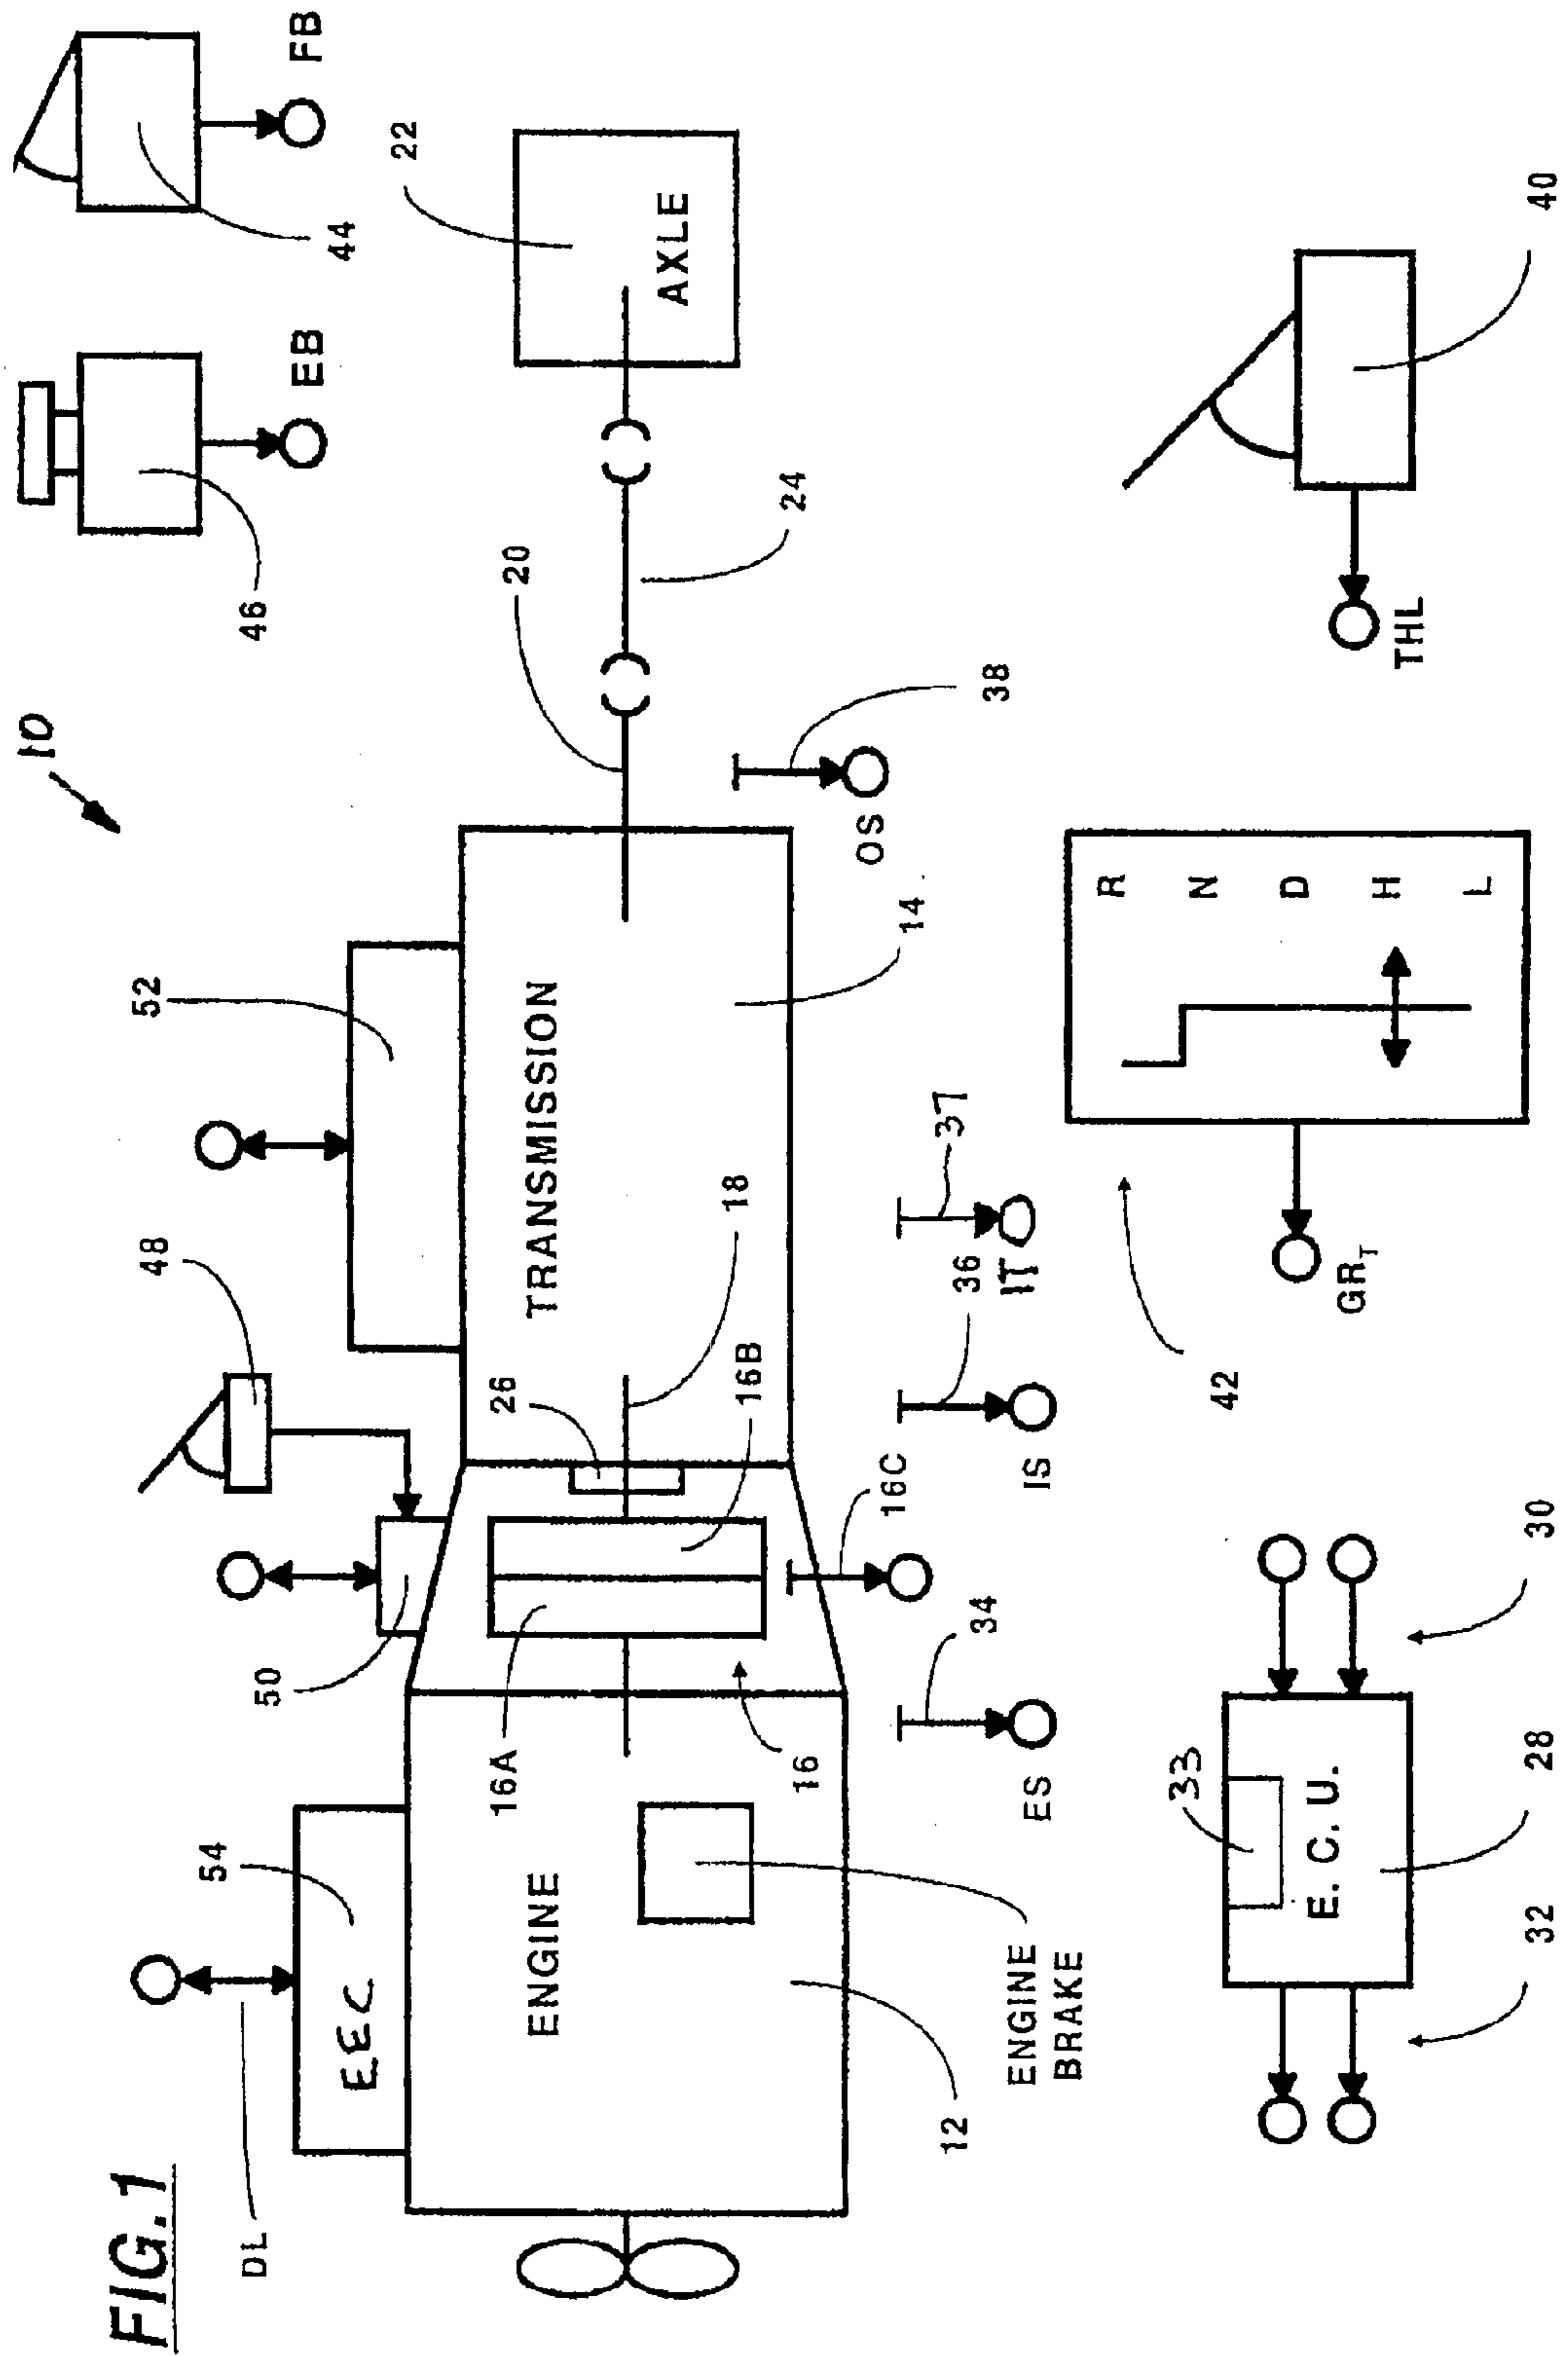 FIG.1
10
DL
54
EEC
50
48
52
46
EB
44
FB
ENGINE
16A
26
TRANSMISSION
20
22
AXLE
24
12
ENGINE
BRAKE
16
16B
18
14
34
ES
16C
36
IS
37
IT
38
OS
33
E. C. U.
32
28
30
42
GRT
R
N
D
H
L
THL
40